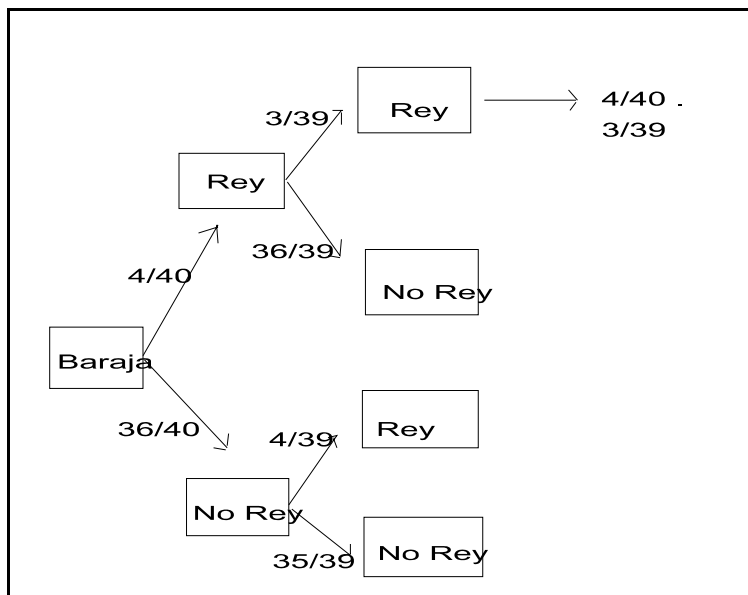 Rey
4/40 .
3/39
3/39
Rey
36/39
4/40
No Rey
Baraja
36/40
4/39
Rey
No Rey
35/39
No Rey